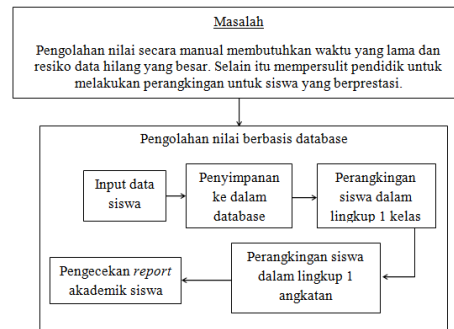 Masalah
Pengolahan nilai secara manual membutuhkan waktu yang lama dan
resiko data hilang yang besar. Selain itu mempersulit pendidik untuk
melakukan perangkingan untuk siswa yang berprestasi.
Pengolahan nilai berbasis database
Input data
siswa
Penyimpanan
ke dalam
database
Perangkingan
siswa dalam
lingkup 1 kelas
Perangkingan siswa
dalam lingkup 1
angkatan
Pengecekan report
akademik siswa